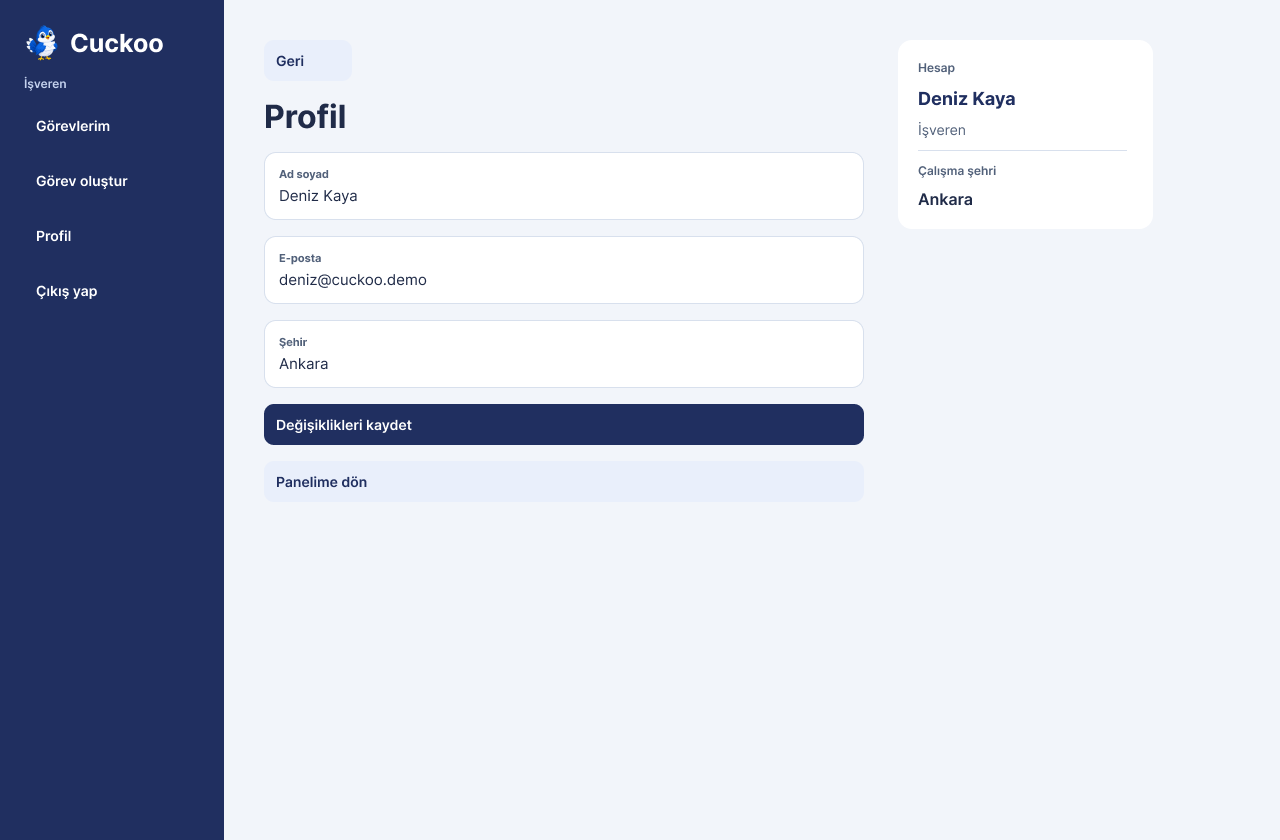 Cuckoo
İşveren
Görevlerim
Görev oluştur
Profil
Çıkış yap
Geri
Profil
Ad soyad
Deniz Kaya
E-posta
deniz@cuckoo.demo
Şehir
Ankara
Değişiklikleri kaydet
Panelime dön
Hesap
Deniz Kaya
İşveren
Çalışma şehri
Ankara